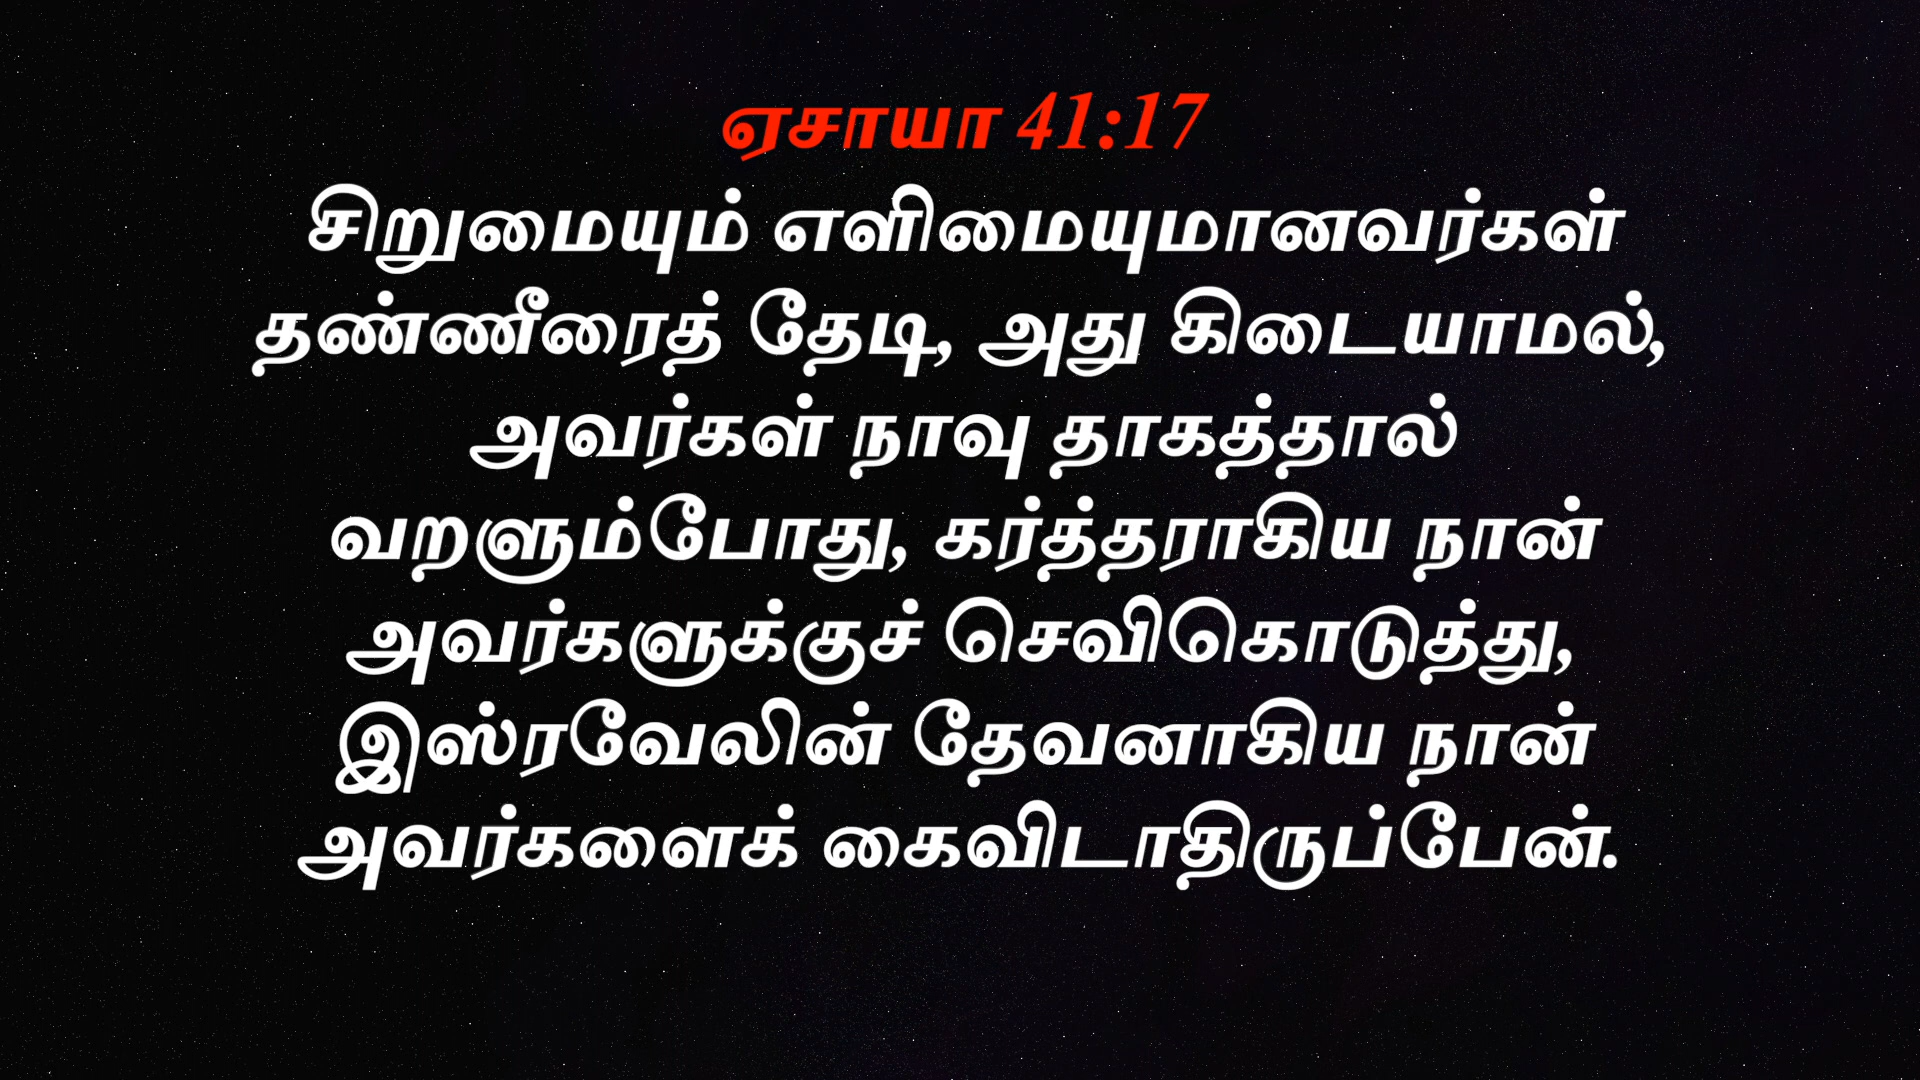 ஏசாயா 41:17
சிறுமையும் எளிமையுமானவர்கள்
தண்ணீரைத் தேடி, அது கிடையாமல்,
அவர்கள் நாவு தாகத்தால்
வறளும்போது, கர்த்தராகிய நான்
அவர்களுக்குச் செவிகொடுத்து,
இஸ்ரவேலின் தேவனாகிய நான்
அவர்களைக் கைவிடாதிருப்பேன்.